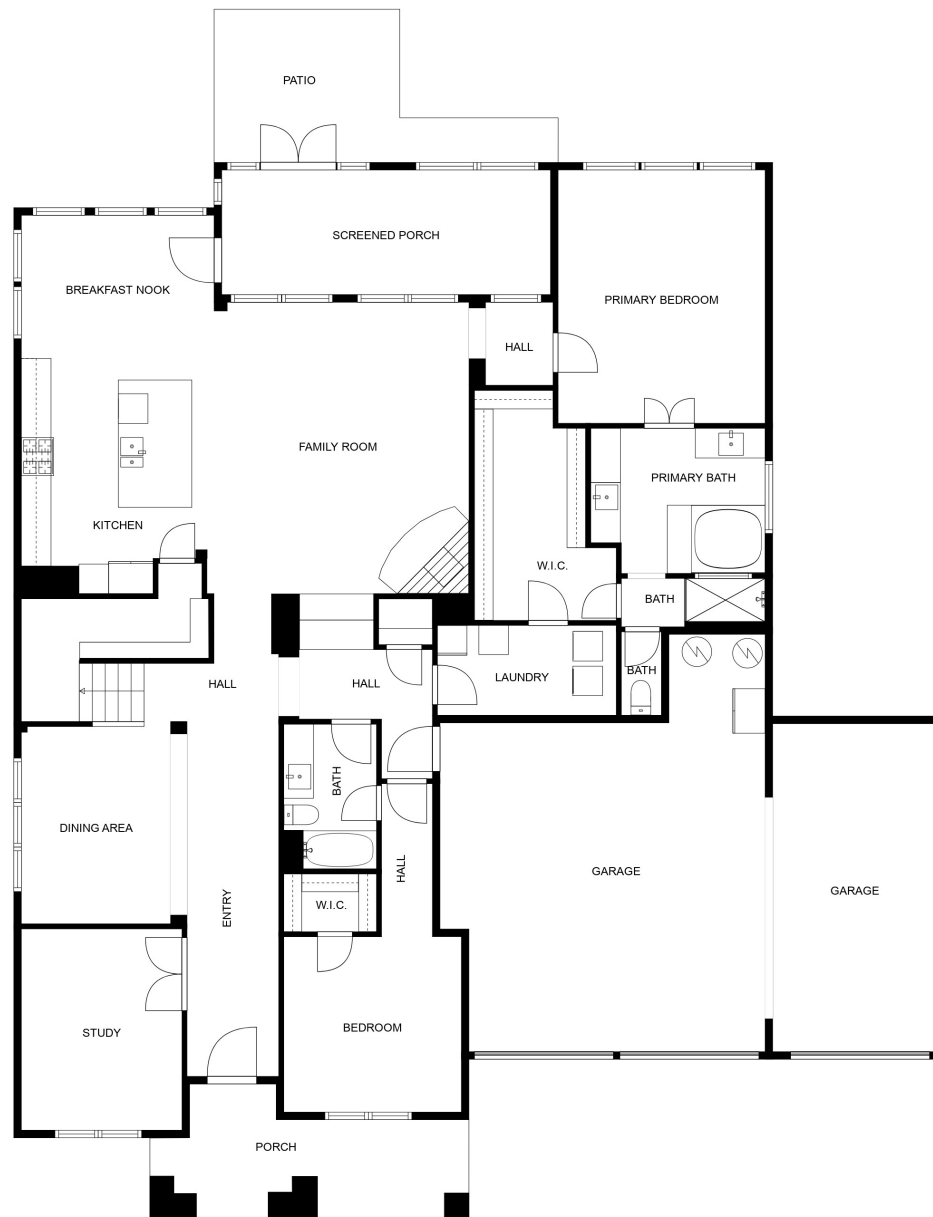 PATIO
SCREENED PORCH
BREAKFAST NOOK
PRIMARY BEDROOM
HALL
FAMILY ROOM
PRIMARY BATH
KITCHEN
W.I.C.
BATH
BATH
LAUNDRY
HALL
HALL
BATH
DINING AREA
HALL
GARAGE
GARAGE
W.I.C.
ENTRY
STUDY
BEDROOM
PORCH